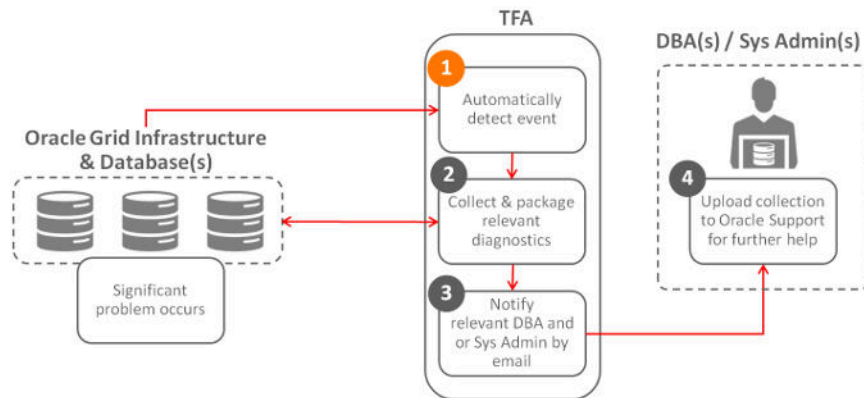 TFA
DBA(s) / Sys Admin(s)
Oracle Grid Infrastructure
& Database(s)
Significant
problem occurs
1
Automatically
detect event
2
Collect & package
relevant
diagnostics
3
Notify
relevant DBA and
or Sys Admin by
email
4
Upload collection
to Oracle Support
for further help